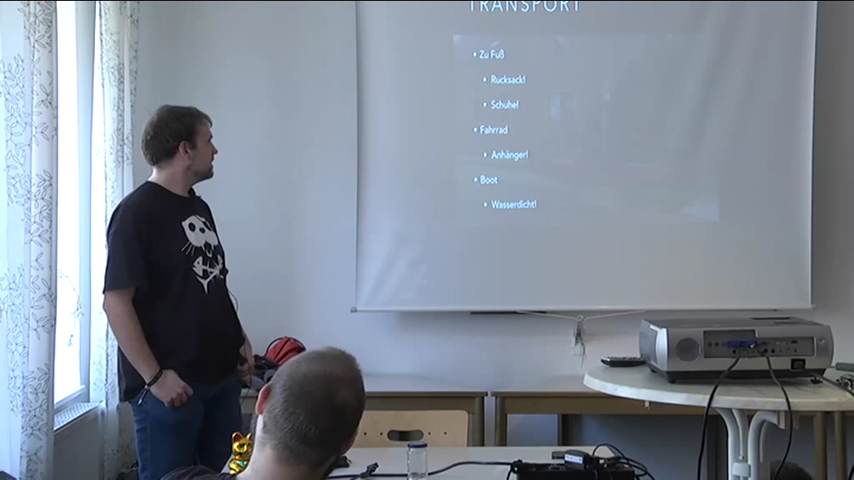 TRANSPORT
• Zu Fuß
• Rucksack!
• Schuhe!
• Fahrrad
• Anhänger!
• Boot
• Wasserdicht!